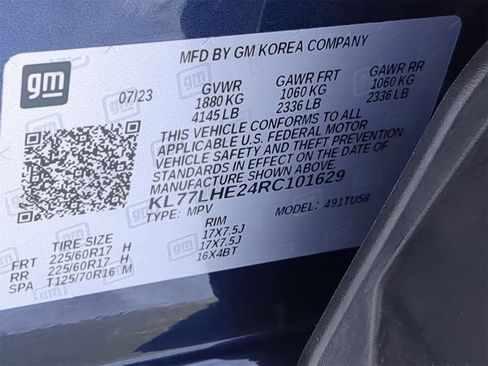 MFD BY GM KOREA COMPANY
gm
07/23 GVWR GAWR FRT GAWR RR
1880 KG 1060 KG 1060 KG
4145 LB 2336 LB 2336 LB
THIS VEHICLE CONFORMS TO ALL
APPLICABLE U.S. FEDERAL MOTOR
VEHICLE SAFETY AND THEFT PREVENTION
STANDARDS IN EFFECT ON THE DATE OF
MANUFACTURE SHOWN ABOVE
KL77LHE24RC101629
TYPE: MPV MODEL: 491TU58
TIRE SIZE RIM
FRT 225/60R17 H 17X7.5J
RR 225/60R17 H 17X7.5J
SPA T125/70R16 M 16X4BT